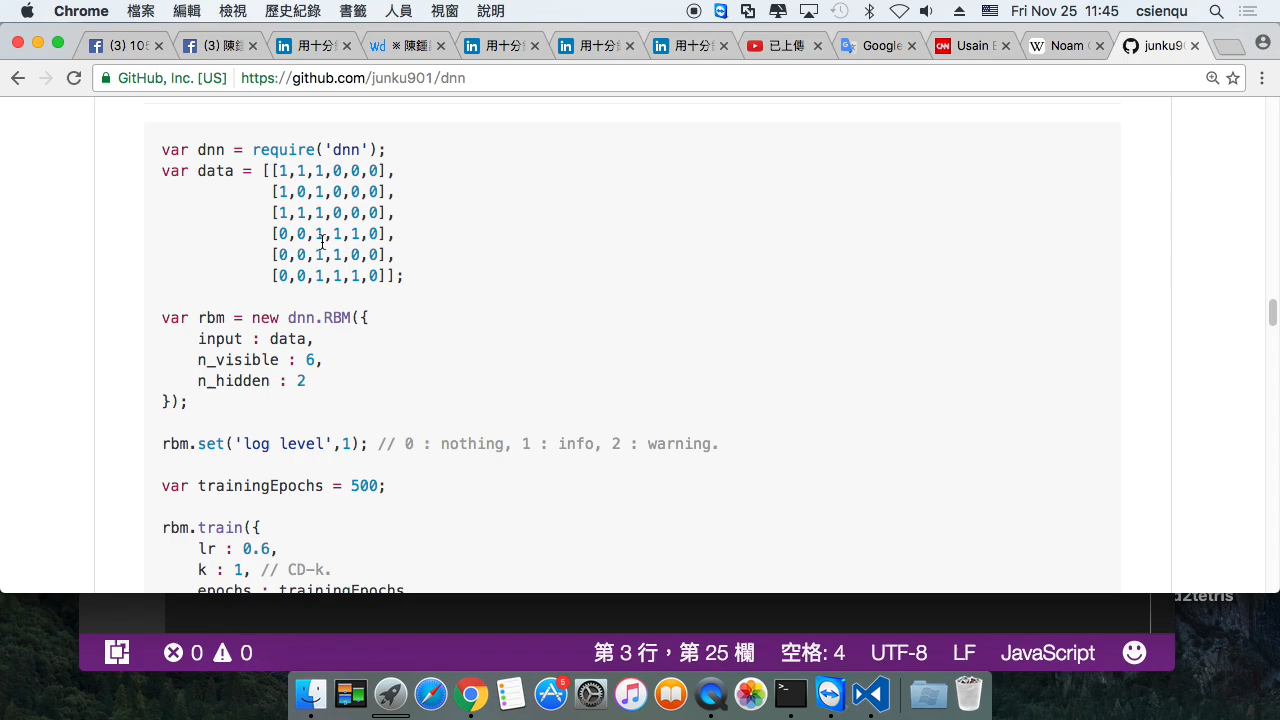 Chrome 檔案 編輯 檢視 歷史紀錄 書籤 人員 視窗 說明 Fri Nov 25 11:45 csienqu
(3) 105 (3) 陳鍾 用十分 ※ 陳鍾 用十分 用十分 用十分 已上傳 Google Usain B Noam C junku90
GitHub, Inc. [US] https://github.com/junku901/dnn
var dnn = require('dnn');
var data = [[1,1,1,0,0,0],
[1,0,1,0,0,0],
[1,1,1,0,0,0],
[0,0,1,1,1,0],
[0,0,1,1,0,0],
[0,0,1,1,1,0]];
var rbm = new dnn.RBM({
input : data,
n_visible : 6,
n_hidden : 2
});
rbm.set('log level',1); // 0 : nothing, 1 : info, 2 : warning.
var trainingEpochs = 500;
rbm.train({
lr : 0.6,
k : 1, // CD-k.
epochs : trainingEpochs
0 0 第 3 行，第 25 欄 空格: 4 UTF-8 LF JavaScript